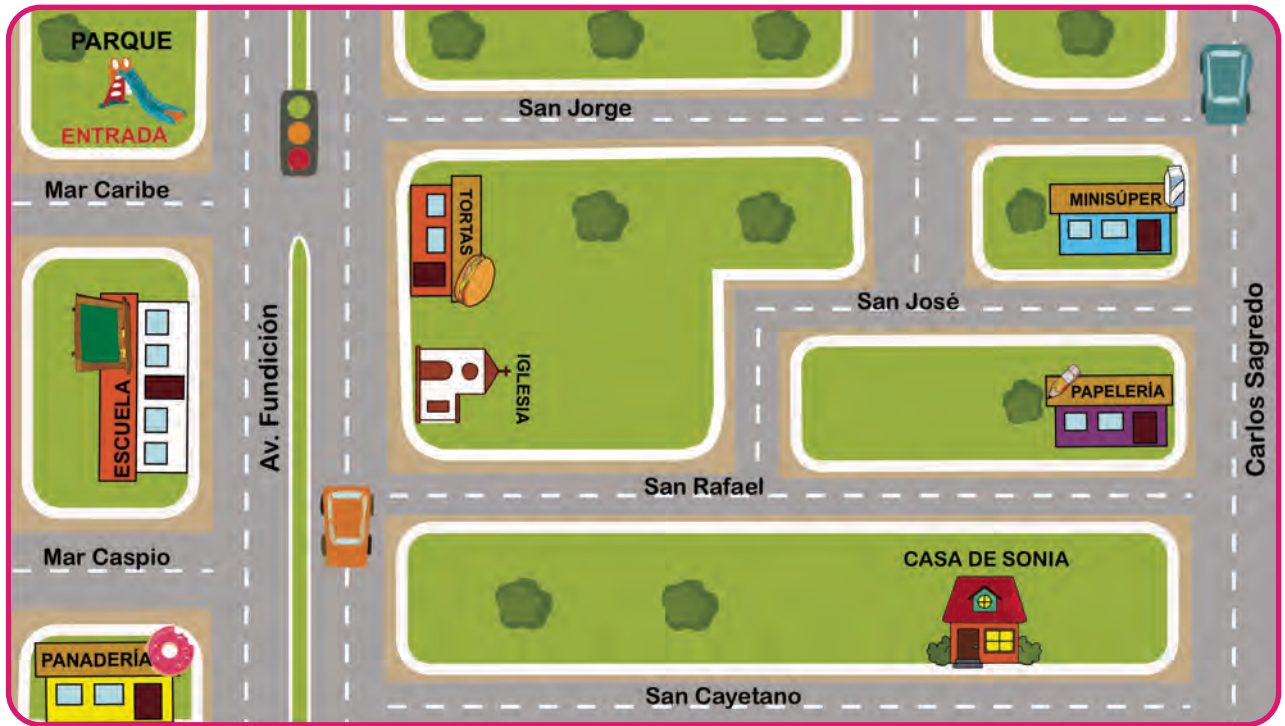 PARQUE
ENTRADA
San Jorge
Mar Caribe
TORTAS
MINISÚPER
San José
Av. Fundición
IGLESIA
Carlos Sagredo
ESCUELA
PAPELERÍA
San Rafael
Mar Caspio
CASA DE SONIA
PANADERÍA
San Cayetano